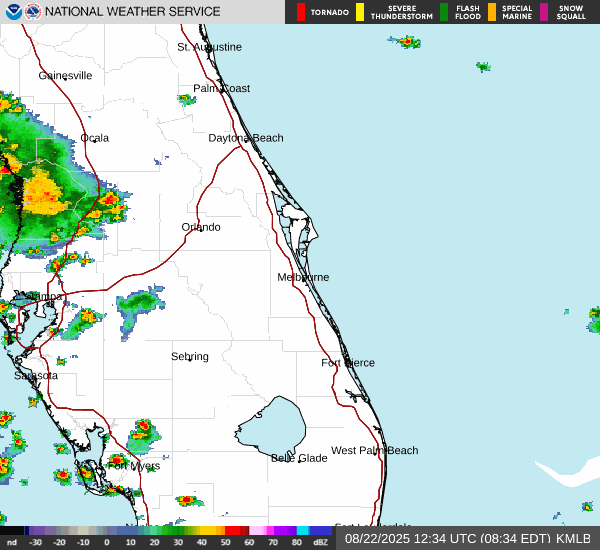 NATIONAL WEATHER SERVICE
TORNADO
SEVERE THUNDERSTORM
FLASH FLOOD
SPECIAL MARINE
SNOW SQUALL
St. Augustine
Gainesville
Palm Coast
Ocala
Daytona Beach
Orlando
Melbourne
Tampa
Sebring
Fort Pierce
Sarasota
West Palm Beach
Belle Glade
Fort Myers
Fort Lauderdale
nd -30 -20 -10 0 10 20 30 40 50 60 70 80 dBZ
08/22/2025 12:34 UTC (08:34 EDT) KMLB